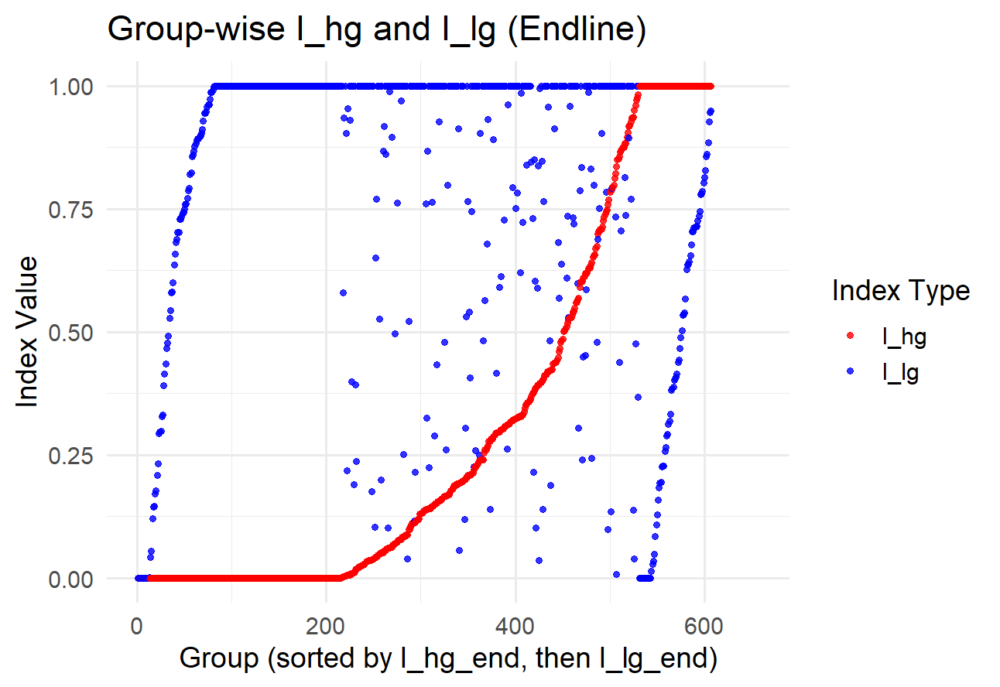 Group-wise I_hg and I_lg (Endline)
1.00
0.75
0.50
0.25
0.00
Index Value
0
200
400
600
Group (sorted by I_hg_end, then I_lg_end)
Index Type
I_hg
I_lg